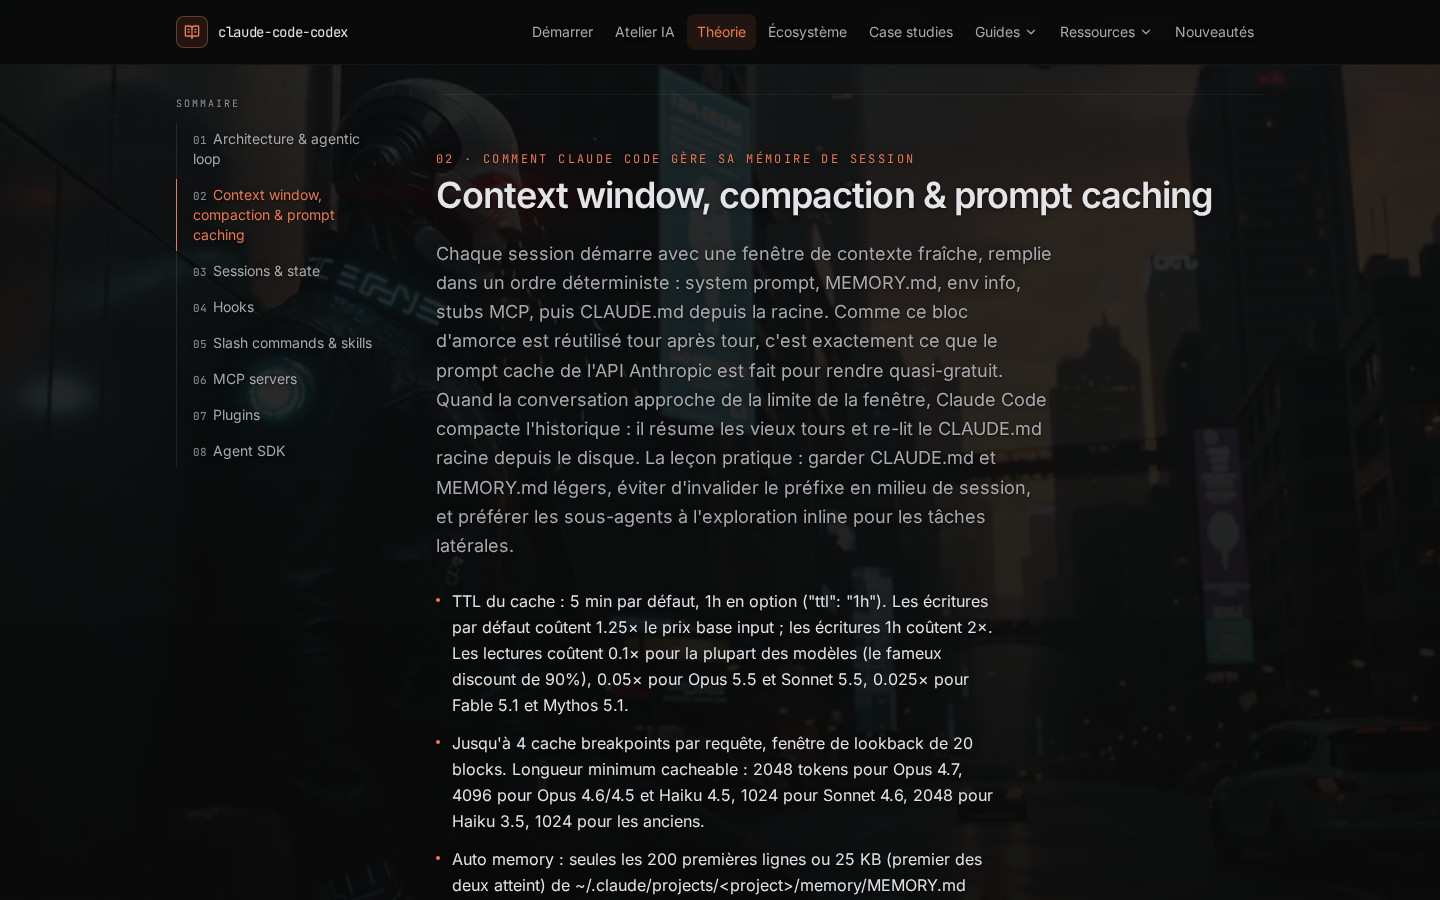 claude-code-codex
Démarrer
Atelier IA
Théorie
Écosystème
Case studies
Guides
Ressources
Nouveautés
SOMMAIRE
01 Architecture & agentic
loop
02 Context window,
compaction & prompt
caching
03 Sessions & state
04 Hooks
05 Slash commands & skills
06 MCP servers
07 Plugins
08 Agent SDK
02 · COMMENT CLAUDE CODE GÈRE SA MÉMOIRE DE SESSION
Context window, compaction & prompt caching
Chaque session démarre avec une fenêtre de contexte fraîche, remplie
dans un ordre déterministe : system prompt, MEMORY.md, env info,
stubs MCP, puis CLAUDE.md depuis la racine. Comme ce bloc
d'amorce est réutilisé tour après tour, c'est exactement ce que le
prompt cache de l'API Anthropic est fait pour rendre quasi-gratuit.
Quand la conversation approche de la limite de la fenêtre, Claude Code
compacte l'historique : il résume les vieux tours et re-lit le CLAUDE.md
racine depuis le disque. La leçon pratique : garder CLAUDE.md et
MEMORY.md légers, éviter d'invalider le préfixe en milieu de session,
et préférer les sous-agents à l'exploration inline pour les tâches
latérales.
• TTL du cache : 5 min par défaut, 1h en option ("ttl": "1h"). Les écritures
par défaut coûtent 1.25× le prix base input ; les écritures 1h coûtent 2×.
Les lectures coûtent 0.1× pour la plupart des modèles (le fameux
discount de 90%), 0.05× pour Opus 5.5 et Sonnet 5.5, 0.025× pour
Fable 5.1 et Mythos 5.1.
• Jusqu'à 4 cache breakpoints par requête, fenêtre de lookback de 20
blocks. Longueur minimum cacheable : 2048 tokens pour Opus 4.7,
4096 pour Opus 4.6/4.5 et Haiku 4.5, 1024 pour Sonnet 4.6, 2048 pour
Haiku 3.5, 1024 pour les anciens.
• Auto memory : seules les 200 premières lignes ou 25 KB (premier des
deux atteint) de ~/.claude/projects/<project>/memory/MEMORY.md